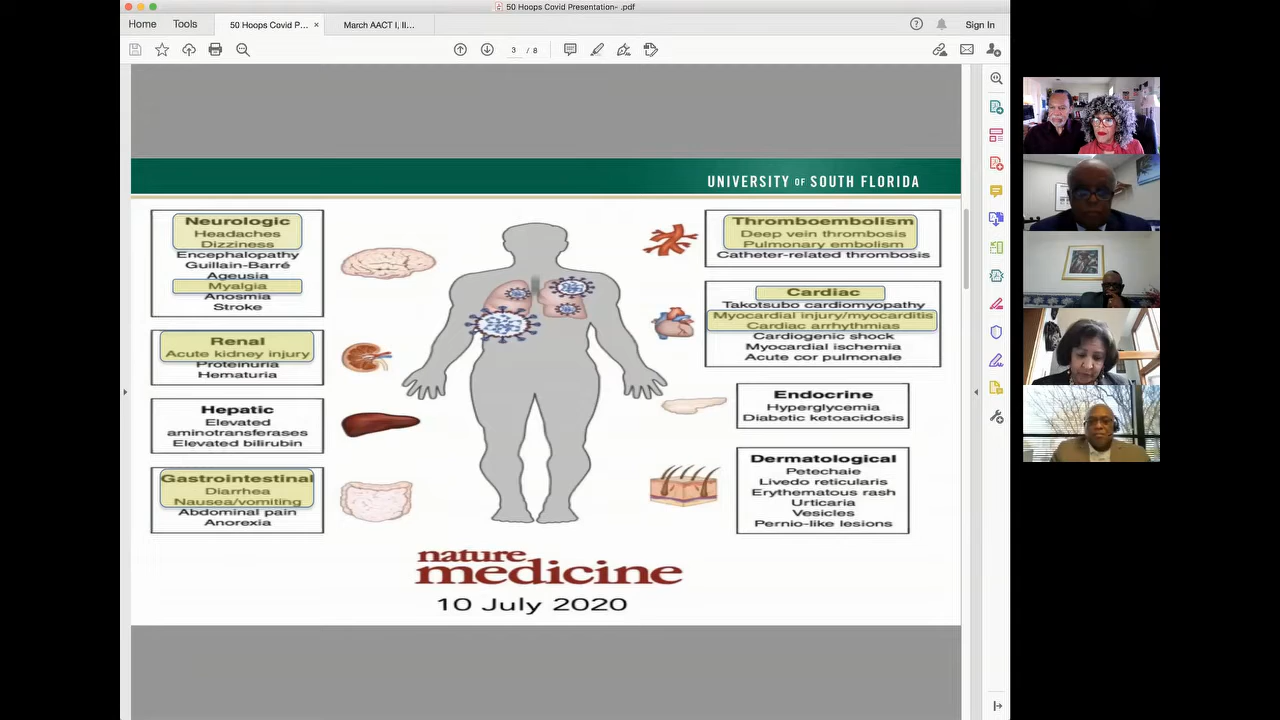 50 Hoops Covid Presentation- .pdf
Home
Tools
50 Hoops Covid P...
×
March AACT I, II...
Sign In
3 / 8
UNIVERSITY OF SOUTH FLORIDA
Neurologic
Headaches
Dizziness
Encephalopathy
Guillain-Barré
Ageusia
Myalgia
Anosmia
Stroke
Renal
Acute kidney injury
Proteinuria
Hematuria
Hepatic
Elevated
aminotransferases
Elevated bilirubin
Gastrointestinal
Diarrhea
Nausea/vomiting
Abdominal pain
Anorexia
Thromboembolism
Deep vein thrombosis
Pulmonary embolism
Catheter-related thrombosis
Cardiac
Takotsubo cardiomyopathy
Myocardial injury/myocarditis
Cardiac arrhythmias
Cardiogenic shock
Myocardial ischemia
Acute cor pulmonale
Endocrine
Hyperglycemia
Diabetic ketoacidosis
Dermatological
Petechaie
Livedo reticularis
Erythematous rash
Urticaria
Vesicles
Pernio-like lesions
nature
medicine
10 July 2020